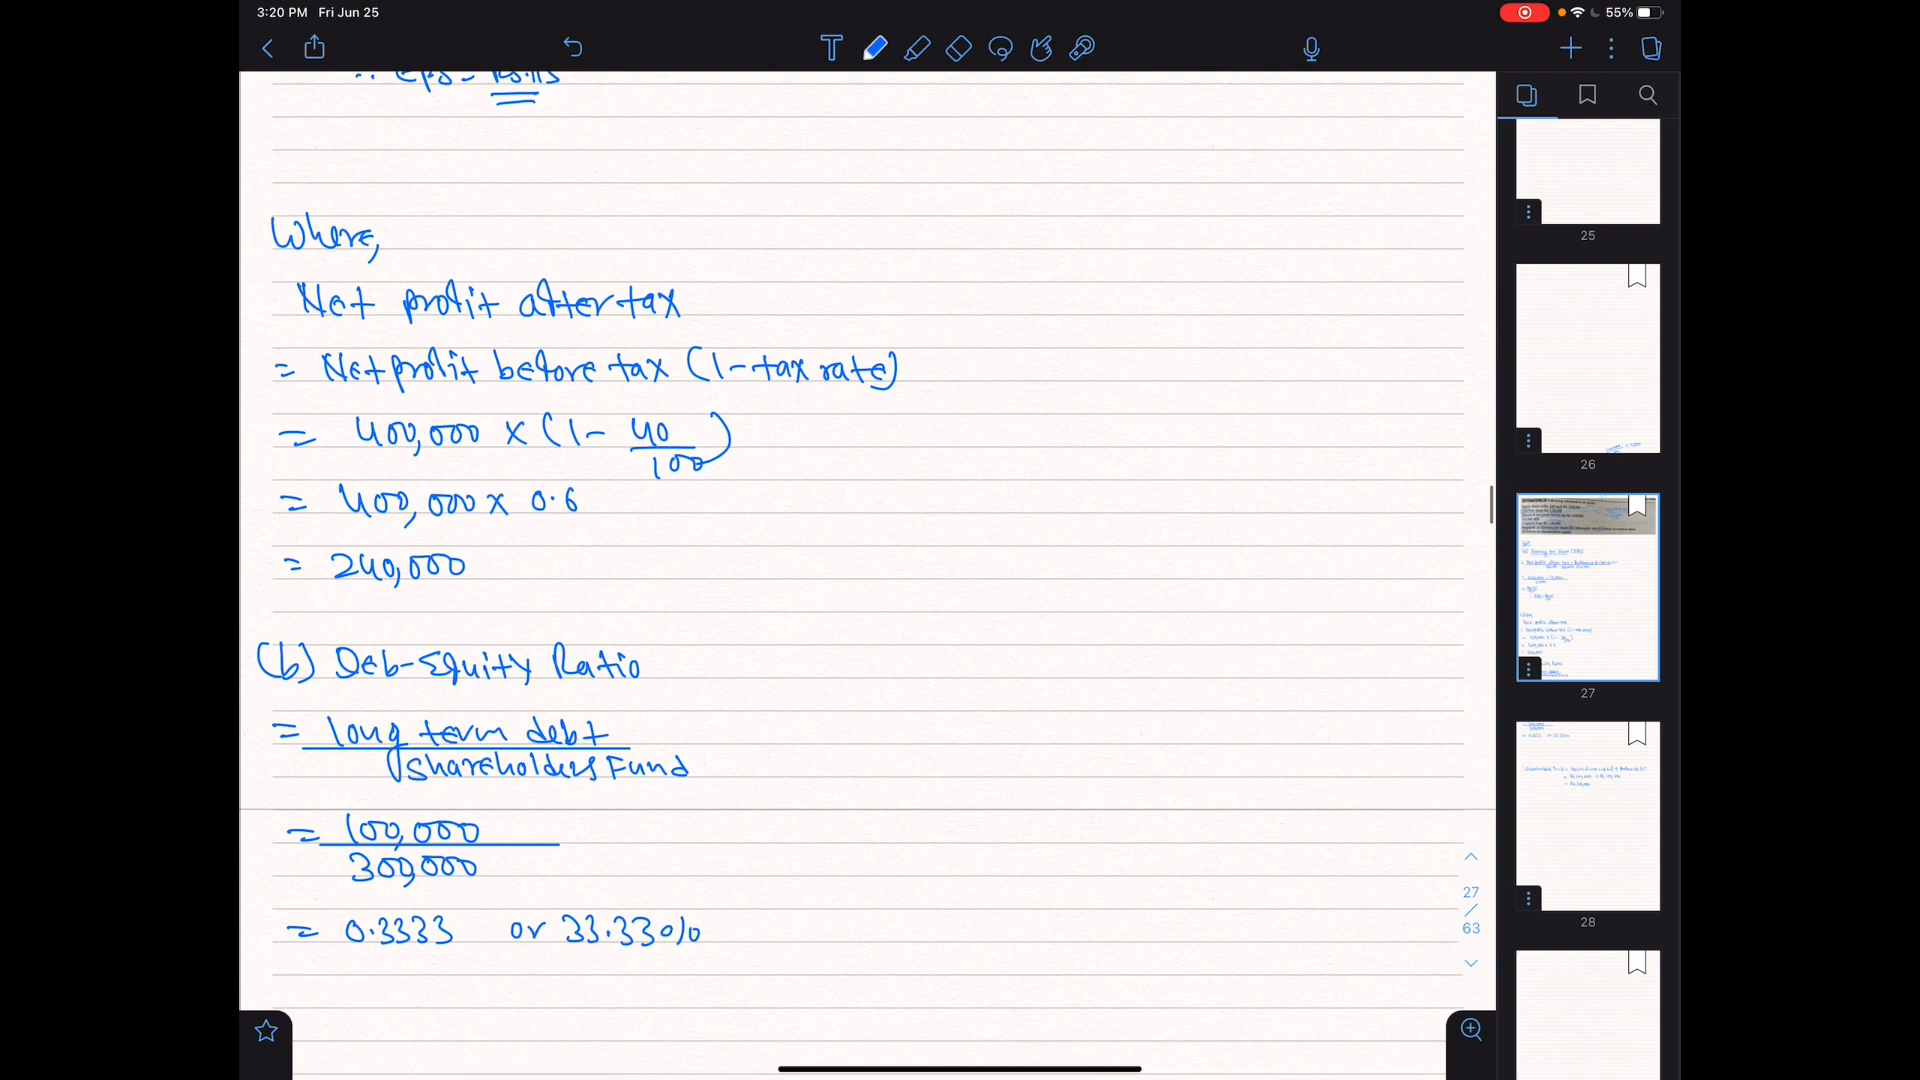 3:20 PM Fri Jun 25
55%
Where,
Net profit after tax
= Net profit before tax (1 - tax rate)
= 400,000 x (1 - 40/100)
= 400,000 x 0.6
= 240,000
(b) Deb-Equity Ratio
= long term debt
Shareholders Fund
= 100,000
300,000
= 0.3333 or 33.33%
25
26
27
28
27
/
63